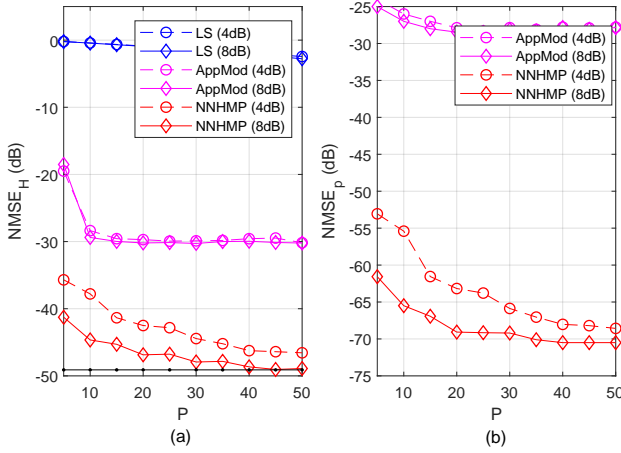 NMSE_H (dB)
0
-10
-20
-30
-40
-50
10
20
30
40
50
P
(a)
LS (4dB)
LS (8dB)
AppMod (4dB)
AppMod (8dB)
NNHMP (4dB)
NNHMP (8dB)
NMSE_p (dB)
-25
-30
-35
-40
-45
-50
-55
-60
-65
-70
-75
10
20
30
40
50
P
(b)
AppMod (4dB)
AppMod (8dB)
NNHMP (4dB)
NNHMP (8dB)